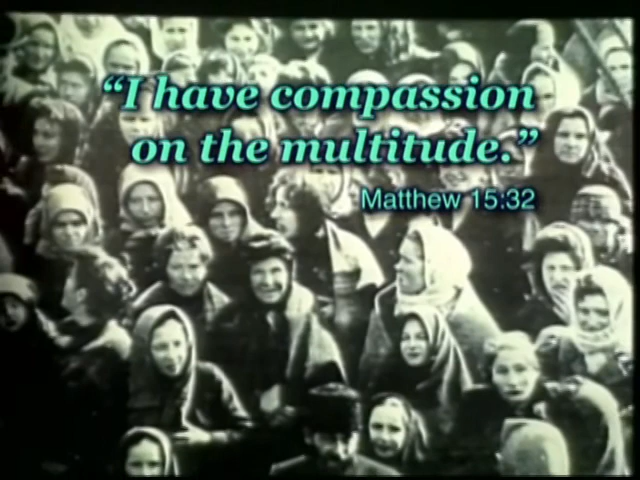 “I have compassion
on the multitude.”
Matthew 15:32